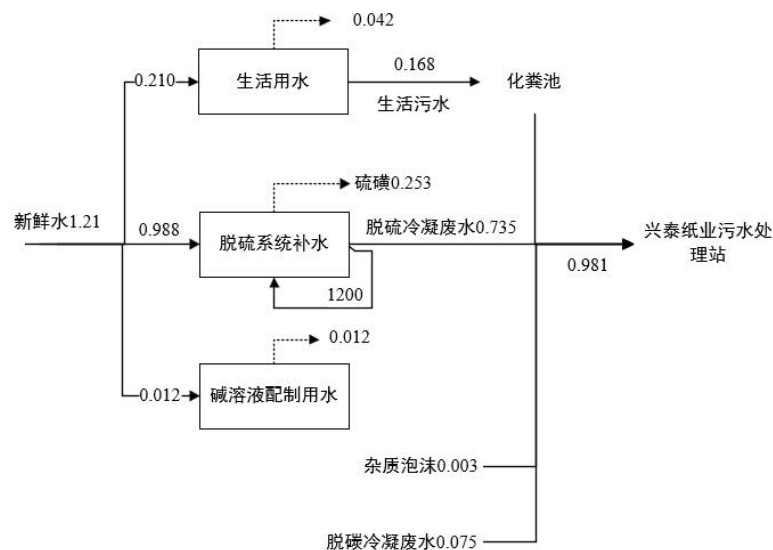 0.042
0.210
生活用水
0.168
生活污水
化粪池
硫磺0.253
新鲜水1.21
0.988
脱硫系统补水
脱硫冷凝废水0.735
兴泰纸业污水处
理站
0.981
1200
0.012
0.012
碱溶液配制用水
杂质泡沫0.003
脱碳冷凝废水0.075